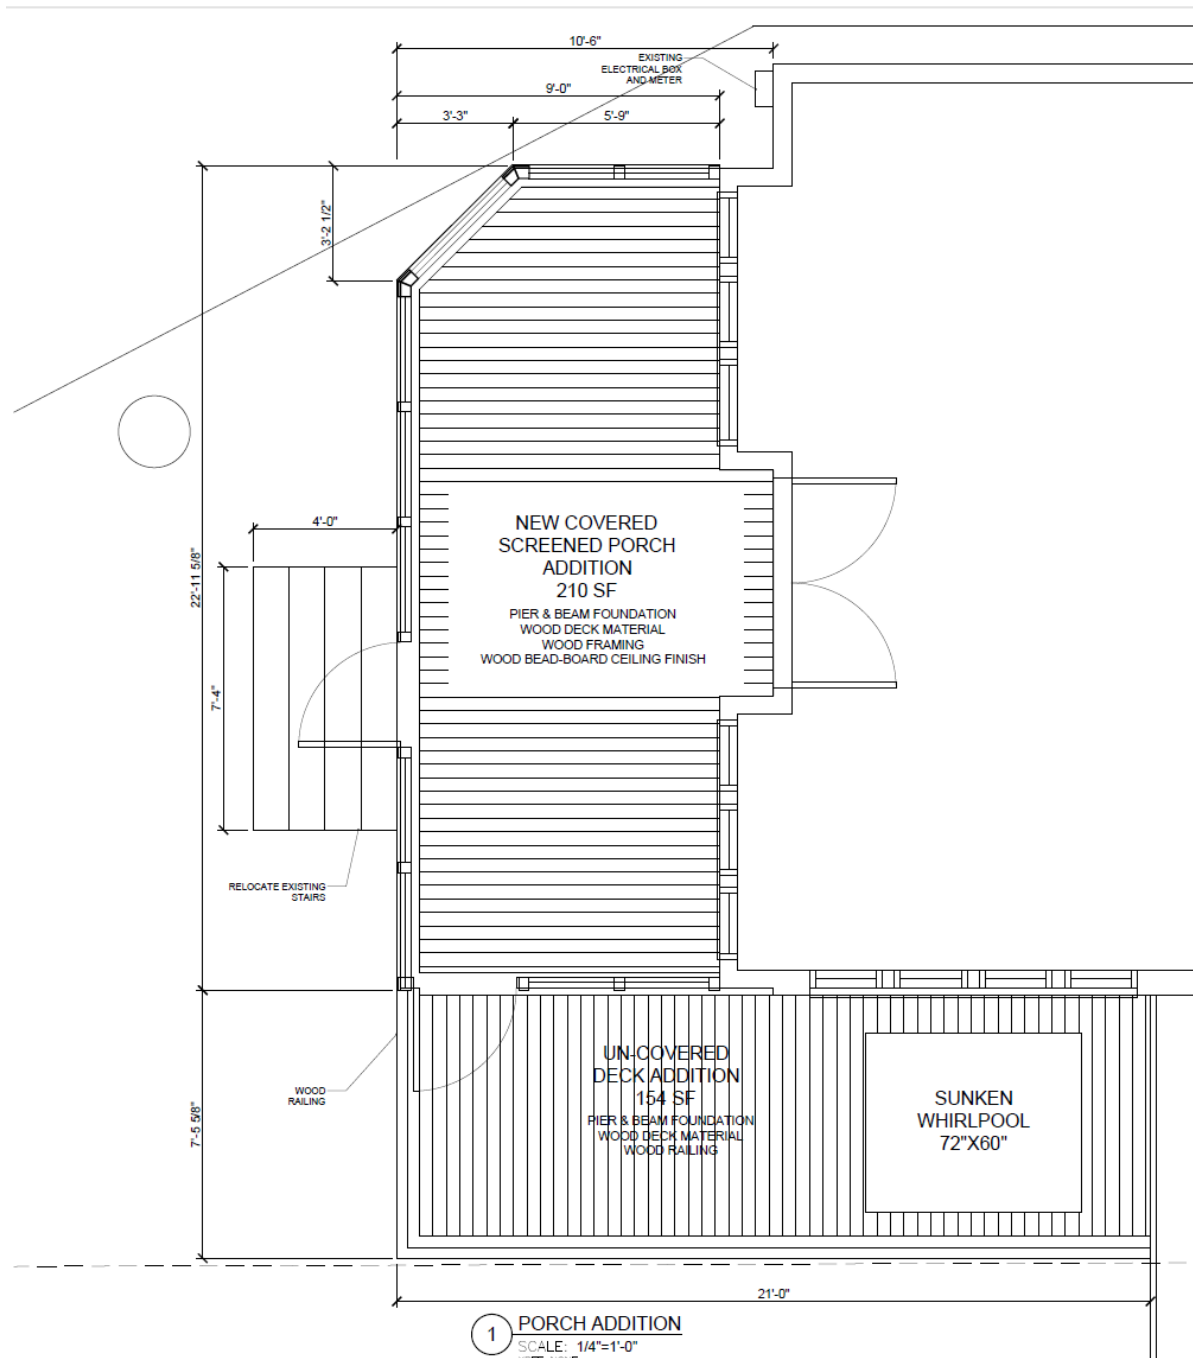 10'-6"
EXISTING
ELECTRICAL BOX
AND METER
9'-0"
3'-3"
5'-9"
3'-2 1/2"
4'-0"
22'-11 5/8"
7'-4"
NEW COVERED
SCREENED PORCH
ADDITION
210 SF
PIER & BEAM FOUNDATION
WOOD DECK MATERIAL
WOOD FRAMING
WOOD BEAD-BOARD CEILING FINISH
RELOCATE EXISTING
STAIRS
WOOD
RAILING
7'-5 5/8"
UN-COVERED
DECK ADDITION
154 SF
PIER & BEAM FOUNDATION
WOOD DECK MATERIAL
WOOD RAILING
SUNKEN
WHIRLPOOL
72"X60"
21'-0"
1
PORCH ADDITION
SCALE: 1/4"=1'-0"